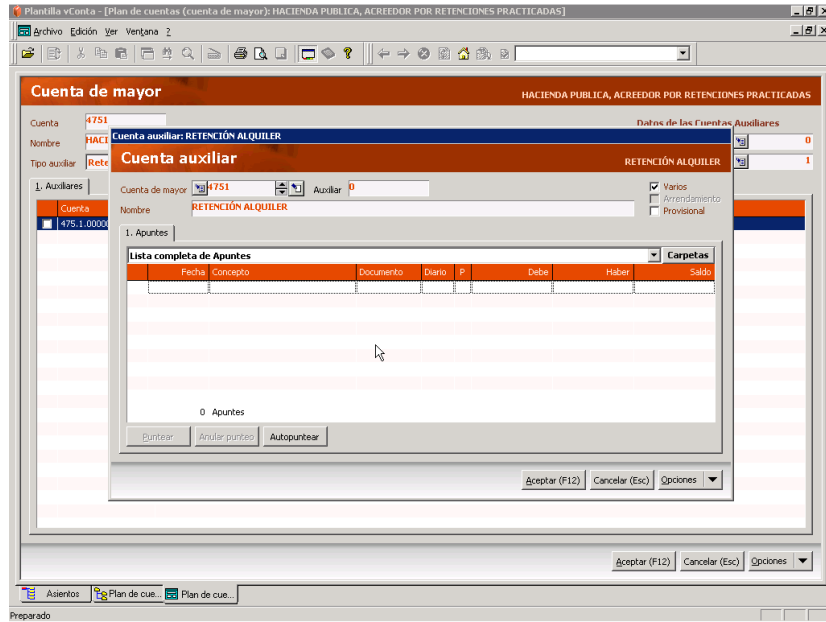 Plantilla vConta - [Plan de cuentas (cuenta de mayor): HACIENDA PUBLICA, ACREEDOR POR RETENCIONES PRACTICADAS]
Archivo Edición Ver Ventana ?
Cuenta de mayor HACIENDA PUBLICA, ACREEDOR POR RETENCIONES PRACTICADAS
Cuenta 4751 Datos de las Cuentas Auxiliares
Nombre HACI 0
Tipo auxiliar Rete 1
1. Auxiliares
Cuenta
475.1.0000
Cuenta auxiliar: RETENCIÓN ALQUILER
Cuenta auxiliar RETENCIÓN ALQUILER
Cuenta de mayor 4751 Auxiliar 0 Varios
Arrendamiento
Nombre RETENCIÓN ALQUILER Provisional
1. Apuntes
Lista completa de Apuntes Carpetas
Fecha Concepto Documento Diario P Debe Haber Saldo
0 Apuntes
Puntear Anular punteo Autopuntear
Aceptar (F12) Cancelar (Esc) Opciones
Aceptar (F12) Cancelar (Esc) Opciones
Asientos Plan de cue... Plan de cue...
Preparado